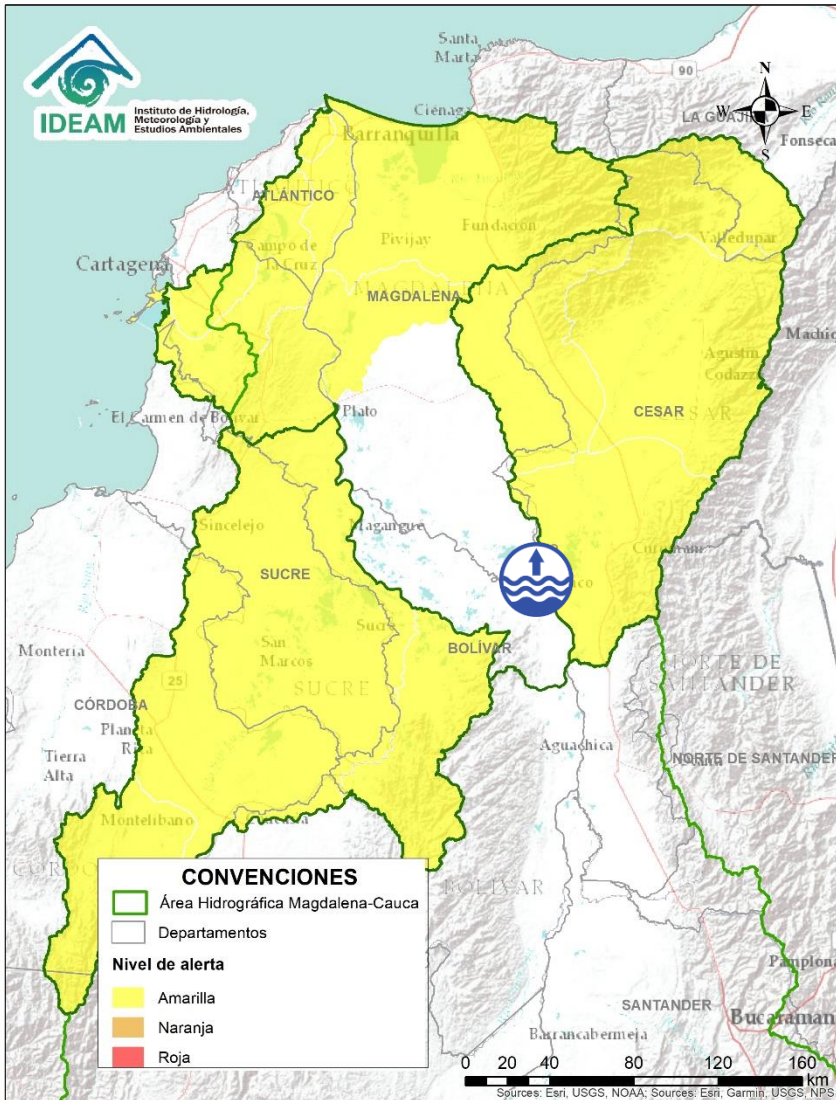 IDEAM
Instituto de Hidrología,
Meteorología y
Estudios Ambientales
Santa
Marta
90
N
W
E
S
LA GUAJIRA
Fonseca
Ciénaga
Barranquilla
ATLÁNTICO
Valledupar
Fundación
Pivijay
Campo de
la Cruz
Cartagena
MAGDALENA
MAGDALENA
Agustín
Codazzi
CESAR
Plato
El Carmen de Bolívar
Sincelejo
Magangué
SUCRE
Sucre
San
Marcos
BOLÍVAR
SUCRE
Montería
25
CÓRDOBA
Planeta
Rica
Tierra
Alta
NORTE DE
SANTANDER
NORTE DE SANTANDER
Aguachica
Montelíbano
BOLÍVAR
CONVENCIONES
Área Hidrográfica Magdalena-Cauca
Departamentos
Nivel de alerta
Amarilla
Naranja
Roja
Pamplona
SANTANDER
Bucaraman
Barrancabermeja
0 20 40 80 120 160
km
Sources: Esri, USGS, NOAA; Sources: Esri, Garmin, USGS, NPS